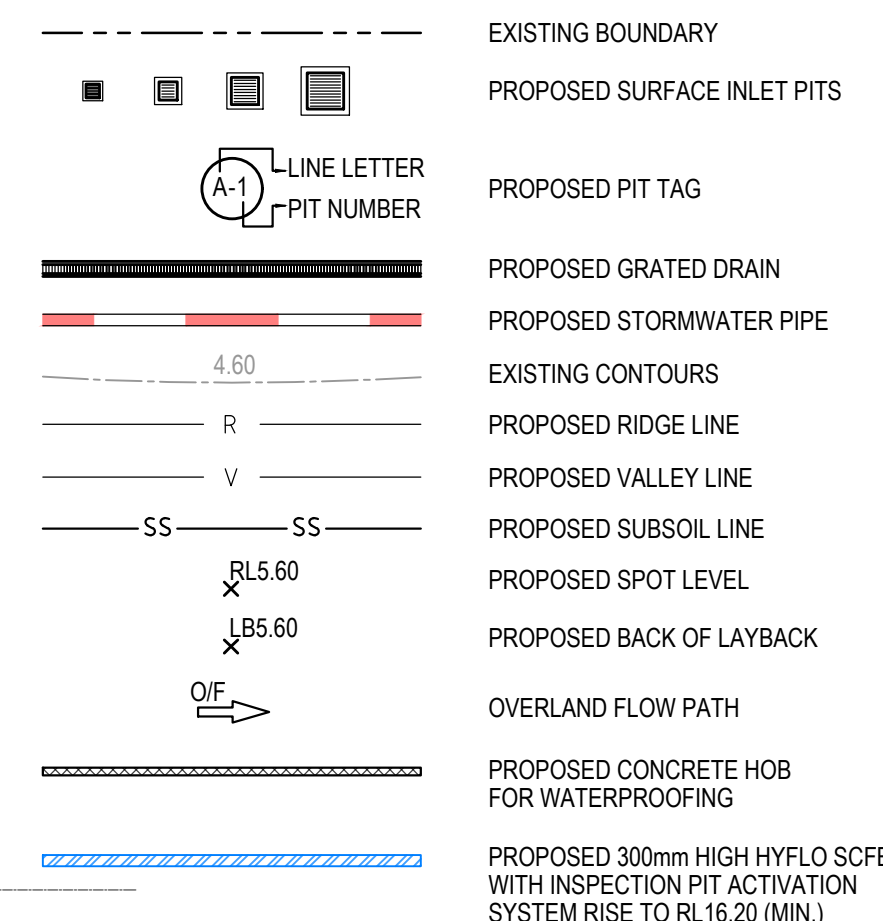 EXISTING BOUNDARY
PROPOSED SURFACE INLET PITS
A-1
LINE LETTER
PIT NUMBER
PROPOSED PIT TAG
PROPOSED GRATED DRAIN
PROPOSED STORMWATER PIPE
4.60
EXISTING CONTOURS
R
PROPOSED RIDGE LINE
V
PROPOSED VALLEY LINE
SS SS
PROPOSED SUBSOIL LINE
RL5.60
PROPOSED SPOT LEVEL
LB5.60
PROPOSED BACK OF LAYBACK
O/F
OVERLAND FLOW PATH
PROPOSED CONCRETE HOB
FOR WATERPROOFING
PROPOSED 300mm HIGH HYFLO
WITH INSPECTION PIT ACTIVATION
SYSTEM RISE TO RL16.20 (MIN.)